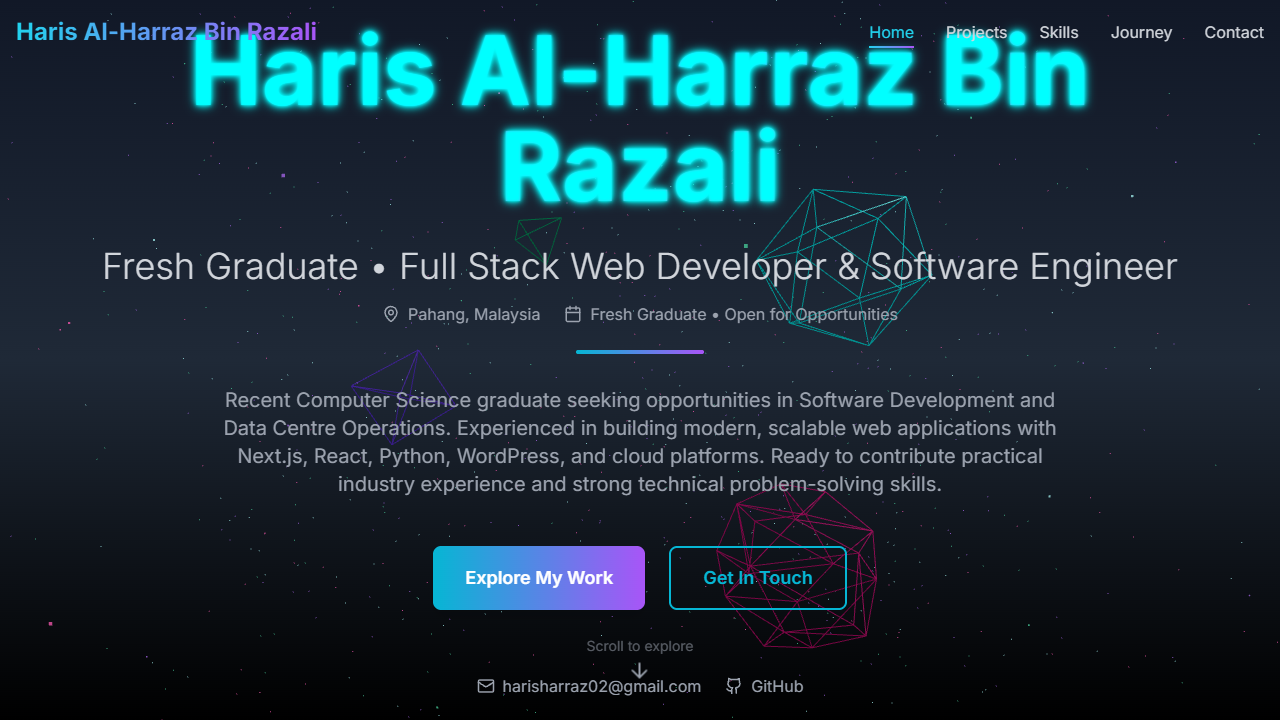 Haris Al-Harraz Bin Razali
Home Projects Skills Journey Contact
Haris Al-Harraz Bin
Razali
Fresh Graduate • Full Stack Web Developer & Software Engineer
Pahang, Malaysia Fresh Graduate • Open for Opportunities
Recent Computer Science graduate seeking opportunities in Software Development and
Data Centre Operations. Experienced in building modern, scalable web applications with
Next.js, React, Python, WordPress, and cloud platforms. Ready to contribute practical
industry experience and strong technical problem-solving skills.
Explore My Work Get In Touch
Scroll to explore
harisharraz02@gmail.com GitHub